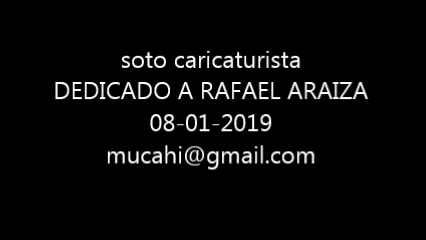 soto caricaturista
DEDICADO A RAFAEL ARAIZA
08-01-2019
mucahi@gmail.com